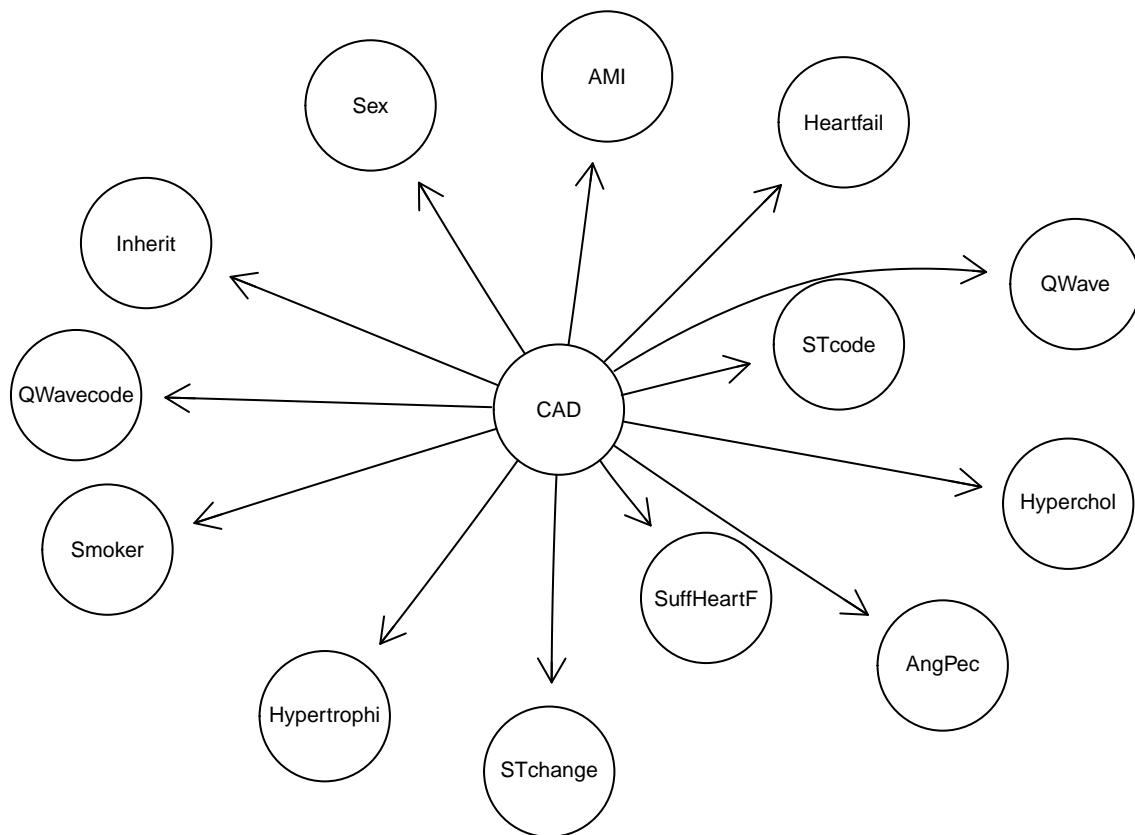 AMI
Sex
Heartfail
Inherit
QWave
STcode
QWavecode
CAD
Hyperchol
Smoker
SuffHeartF
AngPec
Hypertrophi
STchange